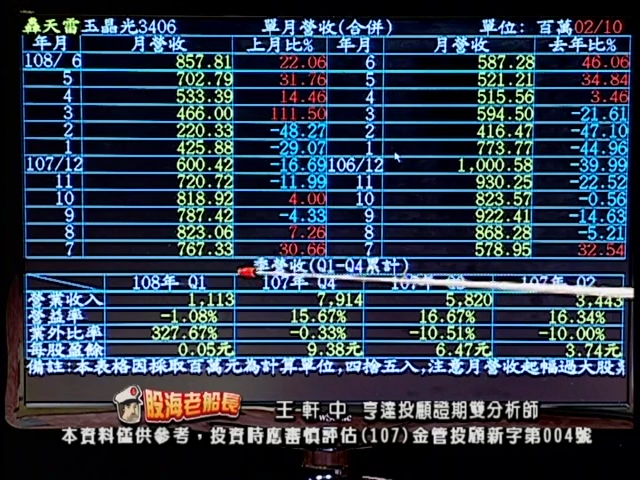 轟天雷玉晶光3406 單月營收(合併) 單位: 百萬02/10
年月 月營收 上月比% 年月 月營收 去年比%
108/ 6 857.81 22.06 6 587.28 46.06
5 702.79 31.76 5 521.21 34.84
4 533.39 14.46 4 515.56 3.46
3 466.00 111.50 3 594.50 -21.61
2 220.33 -48.27 2 416.47 -47.10
1 425.88 -29.07 1 773.77 -44.96
107/12 600.42 -16.69 106/12 1,000.58 -39.99
11 720.72 -11.99 11 930.25 -22.52
10 818.92 4.00 10 823.57 -0.56
9 787.42 -4.33 9 922.41 -14.63
8 823.06 7.26 8 868.28 -5.21
7 767.33 30.66 7 578.95 32.54
季營收(Q1-Q4累計)
108年 Q1 107年 Q4 107年 Q3 107年 Q2
營業收入 1,113 7,914 5,820 3,443
營益率 -1.08% 15.67% 16.67% 16.34%
業外比率 327.67% -0.33% -10.51% -10.00%
每股盈餘 0.05元 9.38元 6.47元 3.74元
備註:本表格因採取百萬元為計算單位,四捨五入,注意月營收起幅過大股
股海老船長 王軒中 亨達投顧證期雙分析師
本資料僅供參考，投資時應審慎評估(107)金管投顧新字第004號